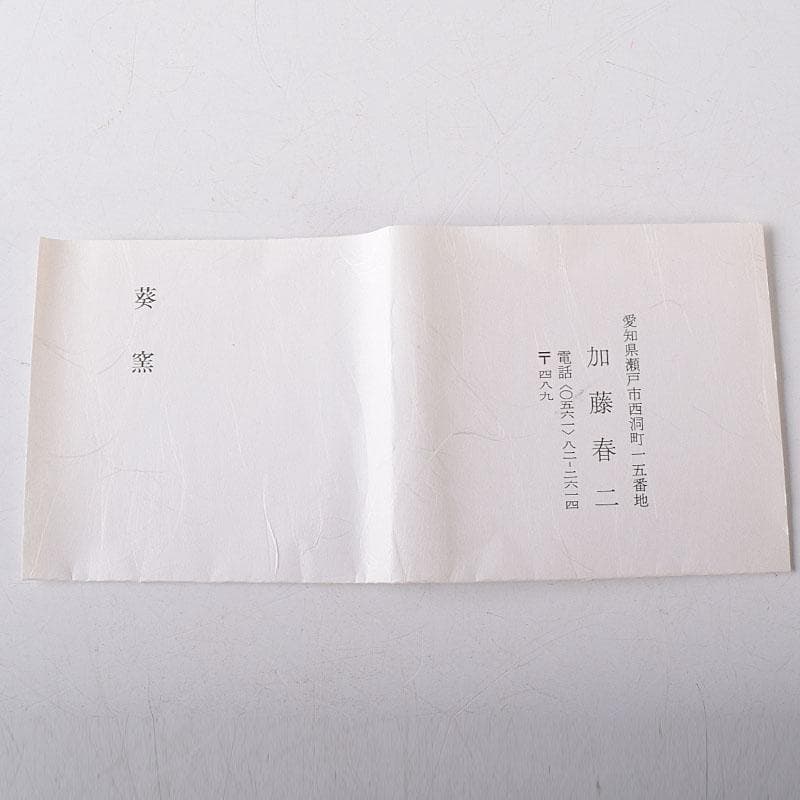 愛知県瀬戸市西洞町一五番地
加藤春二
電話〈〇五六一〉八二−二六一四
〒四八九
葵窯